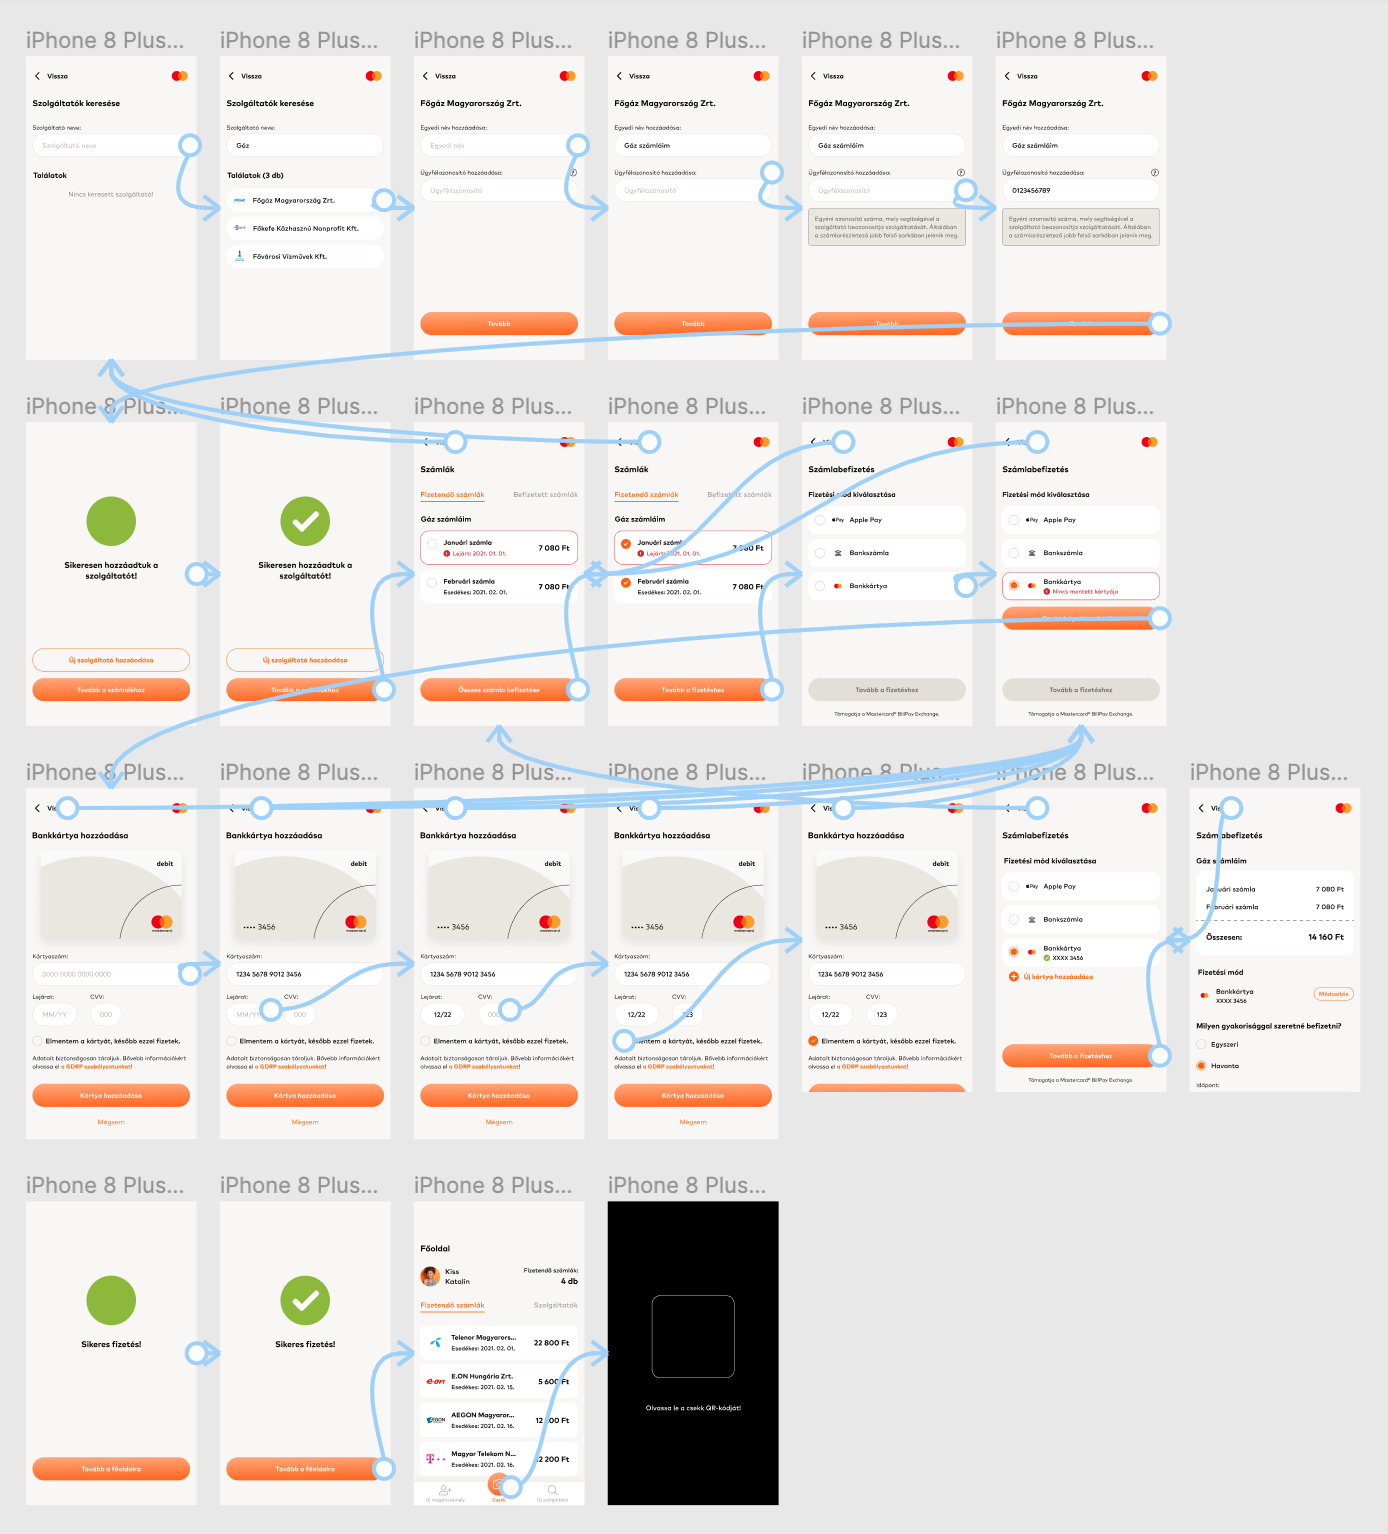 iPhone 8 Plus...
Vissza
Szolgáltatók keresése
Szolgáltató neve:
Szolgáltató neve
Találatok
Nincs keresett szolgáltató!
iPhone 8 Plus...
Vissza
Szolgáltatók keresése
Szolgáltató neve:
Gáz
Találatok (3 db)
Főgáz Magyarország Zrt.
Főkefe Közhasznú Nonprofit Kft.
Fővárosi Vízművek Kft.
iPhone 8 Plus...
Vissza
Főgáz Magyarország Zrt.
Egyedi név hozzáadása:
Egyedi név
Ügyfélazonosító hozzáadása:
Ügyfélazonosító
Tovább
iPhone 8 Plus...
Vissza
Főgáz Magyarország Zrt.
Egyedi név hozzáadása:
Gáz számláim
Ügyfélazonosító hozzáadása:
Ügyfélazonosító
Tovább
iPhone 8 Plus...
Vissza
Főgáz Magyarország Zrt.
Egyedi név hozzáadása:
Gáz számláim
Ügyfélazonosító hozzáadása:
Ügyfélazonosító
Egyéni azonosító száma, mely segítségével a
szolgáltató beazonosítja szolgáltatását. Általában
a számlarészletező jobb felső sarkában jelenik meg.
Tovább
iPhone 8 Plus...
Vissza
Főgáz Magyarország Zrt.
Egyedi név hozzáadása:
Gáz számláim
Ügyfélazonosító hozzáadása:
0123456789
Egyéni azonosító száma, mely segítségével a
szolgáltató beazonosítja szolgáltatását. Általában
a számlarészletező jobb felső sarkában jelenik meg.
iPhone 8 Plus...
Sikeresen hozzáadtuk a
szolgáltatót!
Új szolgáltató hozzáadása
Tovább a számlákhoz
iPhone 8 Plus...
Sikeresen hozzáadtuk a
szolgáltatót!
Új szolgáltató hozzáadása
Tovább a számlákhoz
iPhone 8 Plus...
Számlák
Fizetendő számlák
Befizetett számlák
Gáz számláim
Januári számla
Lejárt: 2021. 01. 01.
7 080 Ft
Februári számla
Esedékes: 2021. 02. 01.
7 080 Ft
Összes számla befizetése
iPhone 8 Plus...
Számlák
Fizetendő számlák
Befizetett számlák
Gáz számláim
Januári számla
Lejárt: 2021. 01. 01.
7 080 Ft
Februári számla
Esedékes: 2021. 02. 01.
7 080 Ft
Tovább a fizetéshez
iPhone 8 Plus...
Számlabefizetés
Fizetési mód kiválasztása
Pay Apple Pay
Bankszámla
Bankkártya
Tovább a fizetéshez
Támogatja a Mastercard® BillPay Exchange.
iPhone 8 Plus...
Számlabefizetés
Fizetési mód kiválasztása
Pay Apple Pay
Bankszámla
Bankkártya
Nincs mentett kártyája
Tovább a fizetéshez
Támogatja a Mastercard® BillPay Exchange.
iPhone 8 Plus...
Bankkártya hozzáadása
debit
mastercard
Kártyaszám:
0000 0000 0000 0000
Lejárat:
CVV:
MM/YY
000
Elmentem a kártyát, később ezzel fizetek.
Adatait biztonságosan tároljuk. Bővebb információkért
olvassa el a GDRP szabályzatunkat!
Kártya hozzáadása
Mégsem
iPhone 8 Plus...
Bankkártya hozzáadása
debit
•••• 3456
mastercard
Kártyaszám:
1234 5678 9012 3456
Lejárat:
CVV:
MM/YY
000
Elmentem a kártyát, később ezzel fizetek.
Adatait biztonságosan tároljuk. Bővebb információkért
olvassa el a GDRP szabályzatunkat!
Kártya hozzáadása
Mégsem
iPhone 8 Plus...
Bankkártya hozzáadása
debit
•••• 3456
mastercard
Kártyaszám:
1234 5678 9012 3456
Lejárat:
CVV:
12/22
000
Elmentem a kártyát, később ezzel fizetek.
Adatait biztonságosan tároljuk. Bővebb információkért
olvassa el a GDRP szabályzatunkat!
Kártya hozzáadása
Mégsem
iPhone 8 Plus...
Bankkártya hozzáadása
debit
•••• 3456
mastercard
Kártyaszám:
1234 5678 9012 3456
Lejárat:
CVV:
12/22
123
Elmentem a kártyát, később ezzel fizetek.
Adatait biztonságosan tároljuk. Bővebb információkért
olvassa el a GDRP szabályzatunkat!
Kártya hozzáadása
Mégsem
iPhone 8 Plus...
Bankkártya hozzáadása
debit
•••• 3456
mastercard
Kártyaszám:
1234 5678 9012 3456
Lejárat:
CVV:
12/22
123
Elmentem a kártyát, később ezzel fizetek.
Adatait biztonságosan tároljuk. Bővebb információkért
olvassa el a GDRP szabályzatunkat!
iPhone 8 Plus...
Számlabefizetés
Fizetési mód kiválasztása
Pay Apple Pay
Bankszámla
Bankkártya
XXXX 3456
Új kártya hozzáadása
Tovább a fizetéshez
Támogatja a Mastercard® BillPay Exchange.
iPhone 8 Plus...
Számlabefizetés
Gáz számláim
Januári számla
7 080 Ft
Februári számla
7 080 Ft
Összesen:
14 160 Ft
Fizetési mód
Bankkártya
XXXX 3456
Módosítás
Milyen gyakorisággal szeretné befizetni?
Egyszeri
Havonta
Időpont:
iPhone 8 Plus...
Sikeres fizetés!
Tovább a főoldalra
iPhone 8 Plus...
Sikeres fizetés!
Tovább a főoldalra
iPhone 8 Plus...
Főoldal
Kiss
Katalin
Fizetendő számlák:
4 db
Fizetendő számlák
Szolgáltatók
Telenor Magyarors...
Esedékes: 2021. 02. 01.
22 800 Ft
e·on
E.ON Hungária Zrt.
Esedékes: 2021. 02. 15.
5 600 Ft
AEGON
AEGON Magyaror...
Esedékes: 2021. 02. 16.
Magyar Telekom N...
Esedékes: 2021. 02. 16.
Új magánszemély
Csekk
Új szolgáltató
iPhone 8 Plus...
Olvassa le a csekk QR-kódját!